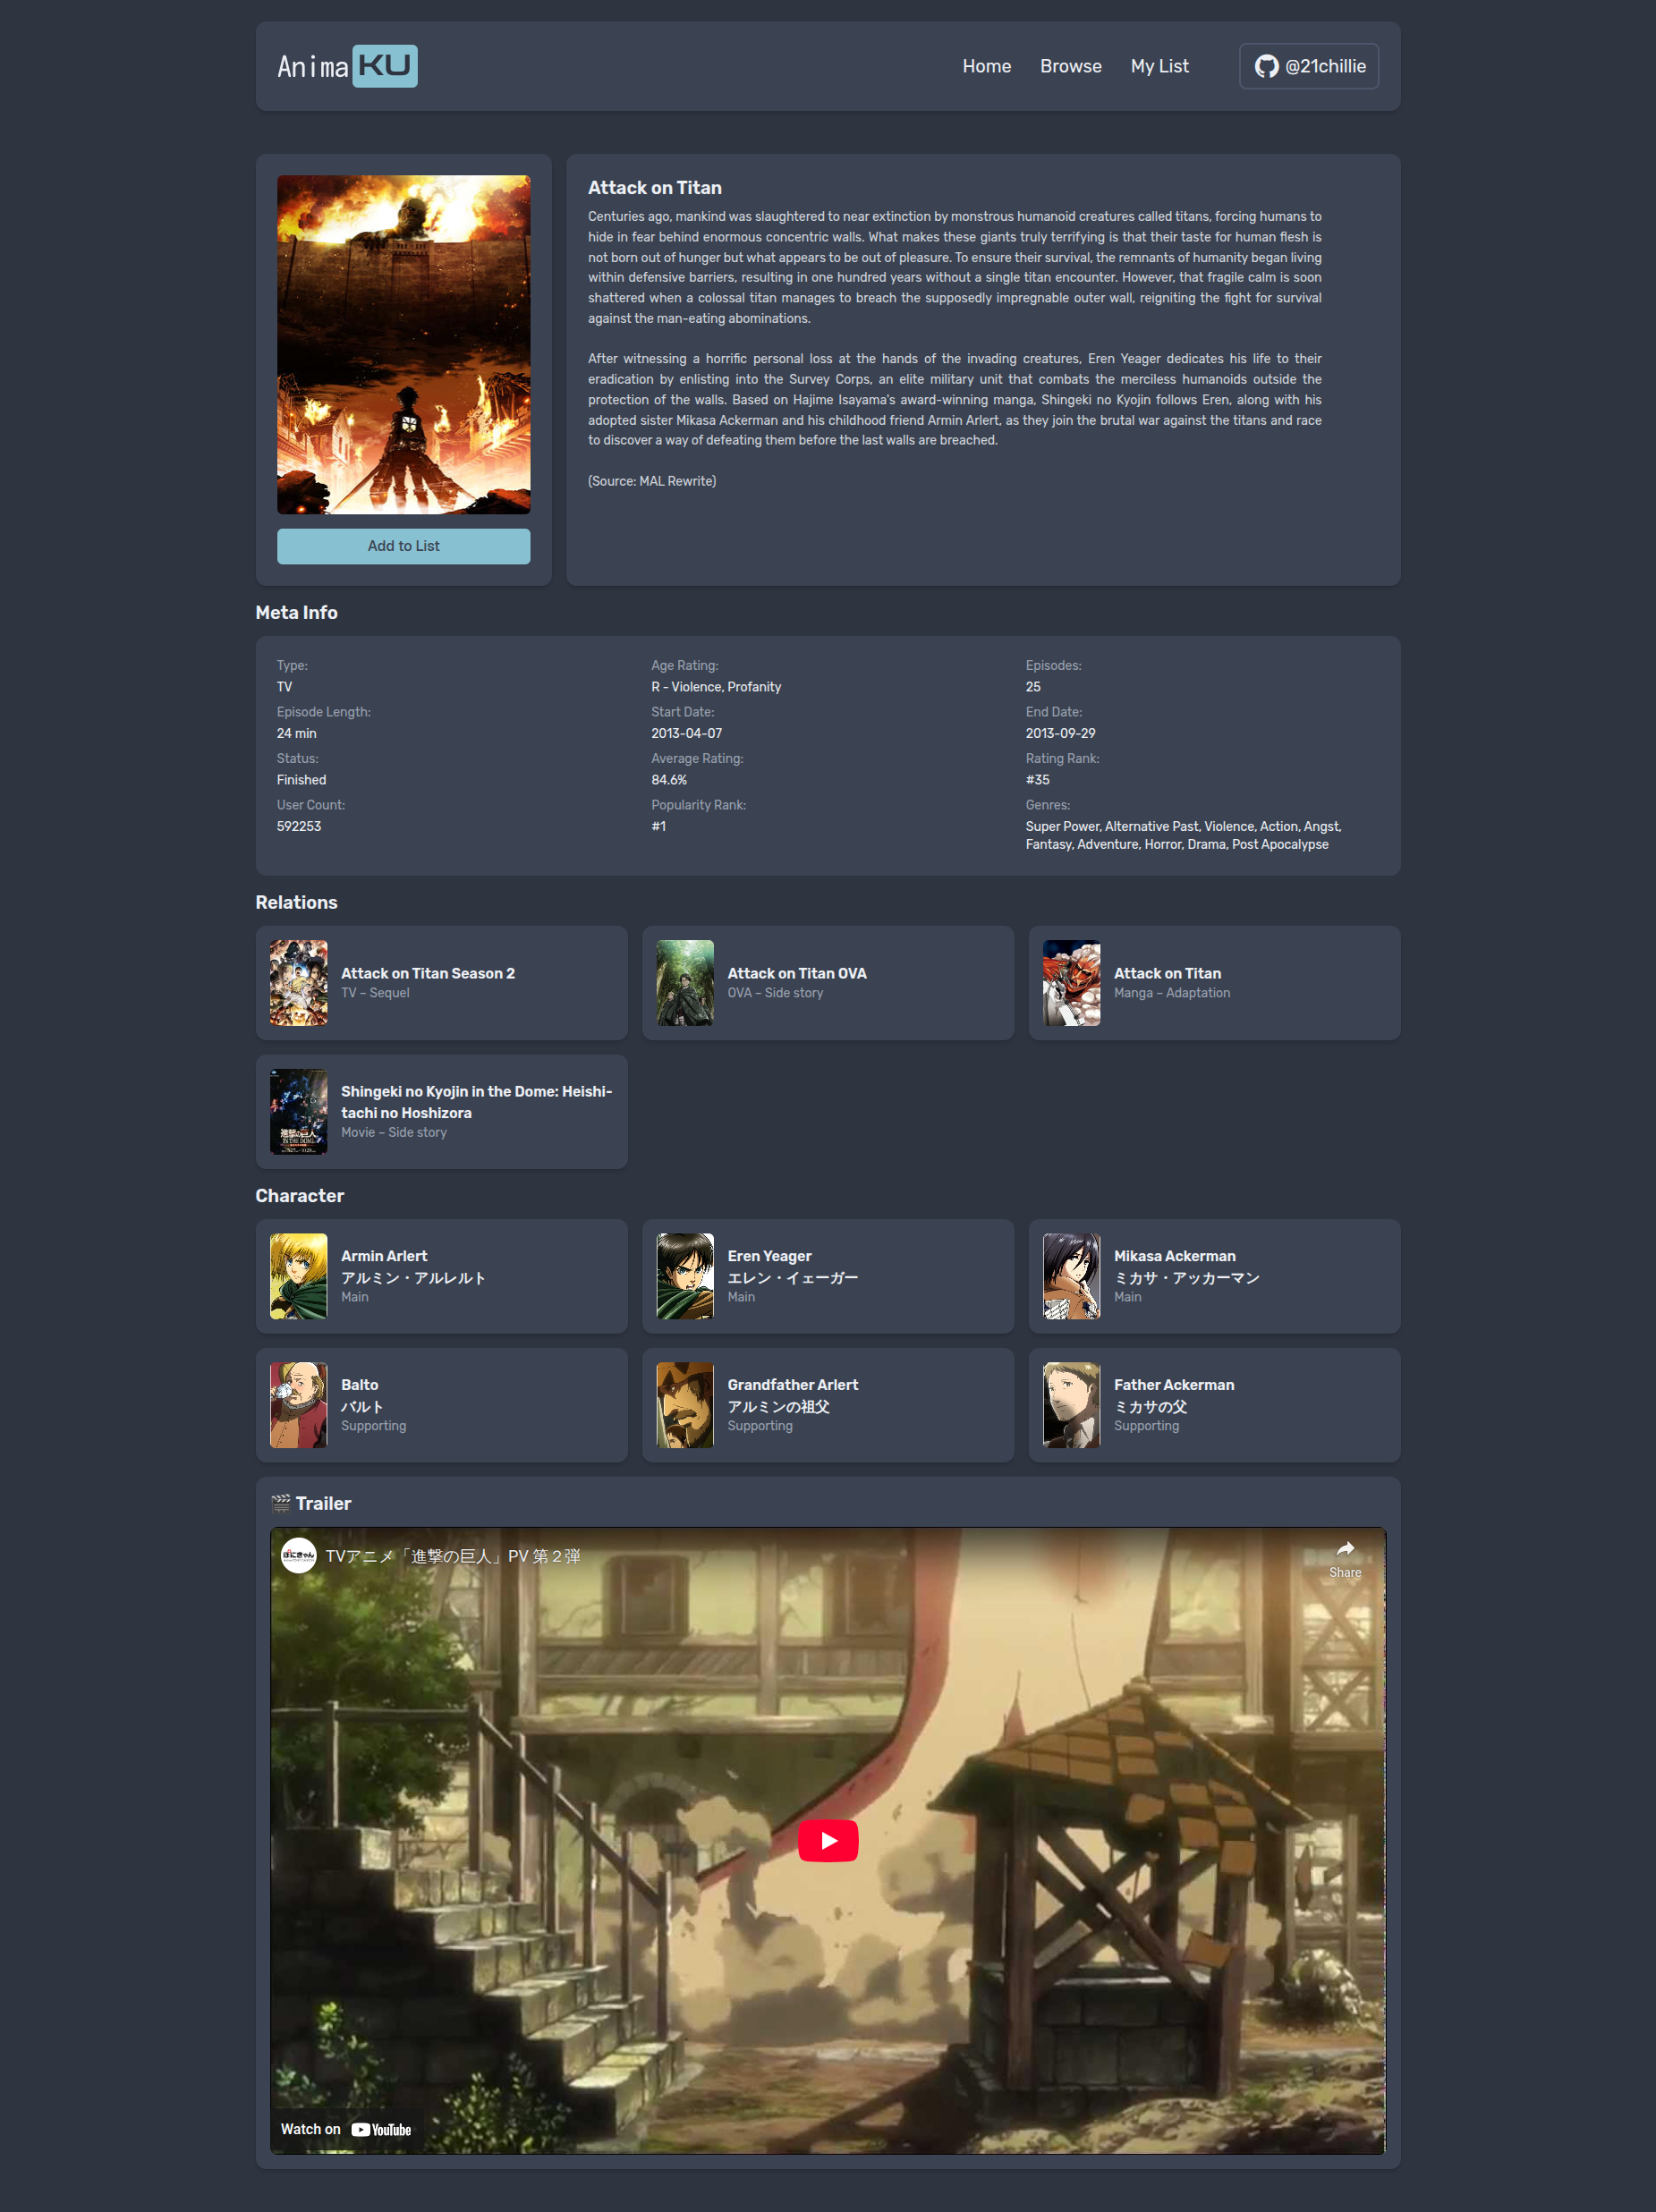 Anima KU
Home
Browse
My List
@21chillie
Attack on Titan
Centuries ago, mankind was slaughtered to near extinction by monstrous humanoid creatures called titans, forcing humans to
hide in fear behind enormous concentric walls. What makes these giants truly terrifying is that their taste for human flesh is
not born out of hunger but what appears to be out of pleasure. To ensure their survival, the remnants of humanity began living
within defensive barriers, resulting in one hundred years without a single titan encounter. However, that fragile calm is soon
shattered when a colossal titan manages to breach the supposedly impregnable outer wall, reigniting the fight for survival
against the man-eating abominations.
After witnessing a horrific personal loss at the hands of the invading creatures, Eren Yeager dedicates his life to their
eradication by enlisting into the Survey Corps, an elite military unit that combats the merciless humanoids outside the
protection of the walls. Based on Hajime Isayama's award-winning manga, Shingeki no Kyojin follows Eren, along with his
adopted sister Mikasa Ackerman and his childhood friend Armin Arlert, as they join the brutal war against the titans and race
to discover a way of defeating them before the last walls are breached.
(Source: MAL Rewrite)
Add to List
Meta Info
Type:
TV
Age Rating:
R - Violence, Profanity
Episodes:
25
Episode Length:
24 min
Start Date:
2013-04-07
End Date:
2013-09-29
Status:
Finished
Average Rating:
84.6%
Rating Rank:
#35
User Count:
592253
Popularity Rank:
#1
Genres:
Super Power, Alternative Past, Violence, Action, Angst,
Fantasy, Adventure, Horror, Drama, Post Apocalypse
Relations
Attack on Titan Season 2
TV – Sequel
Attack on Titan OVA
OVA – Side story
Attack on Titan
Manga – Adaptation
進撃の巨人
IN THE DOME
Shingeki no Kyojin in the Dome: Heishi-
tachi no Hoshizora
Movie – Side story
Character
Armin Arlert
アルミン・アルレルト
Main
Eren Yeager
エレン・イェーガー
Main
Mikasa Ackerman
ミカサ・アッカーマン
Main
Balto
バルト
Supporting
Grandfather Arlert
アルミンの祖父
Supporting
Father Ackerman
ミカサの父
Supporting
🎬 Trailer
ぽにきゃん
TVアニメ「進撃の巨人」PV 第２弾
Share
Watch on YouTube